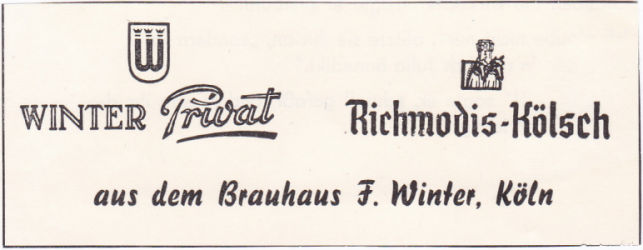 W
WINTER Privat
Richmodis-Kölsch
aus dem Brauhaus F. Winter, Köln